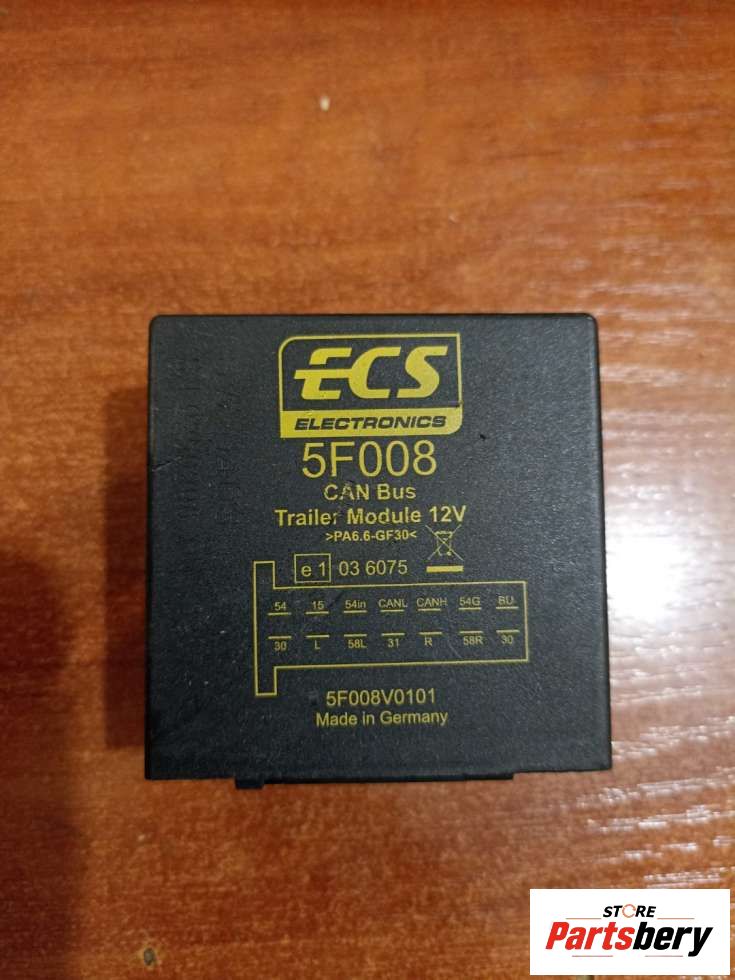 ECS
ELECTRONICS
5F008
CAN Bus
Trailer Module 12V
>PA6.6-GF30<
e 1 03 6075
54 15 54in CANL CANH 54G BU
30 L 58L 31 R 58R 30
5F008V0101
Made in Germany
STORE
Partsbery